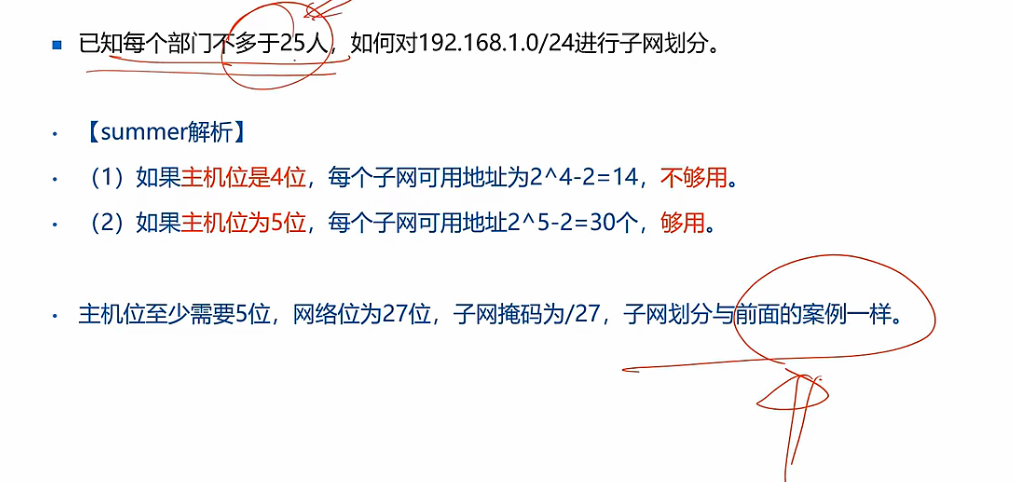 已知每个部门不多于25人，如何对192.168.1.0/24进行子网划分。
【summer解析】
（1）如果主机位是4位，每个子网可用地址为2^4-2=14，不够用。
（2）如果主机位为5位，每个子网可用地址2^5-2=30个，够用。
主机位至少需要5位，网络位为27位，子网掩码为/27，子网划分与前面的案例一样。